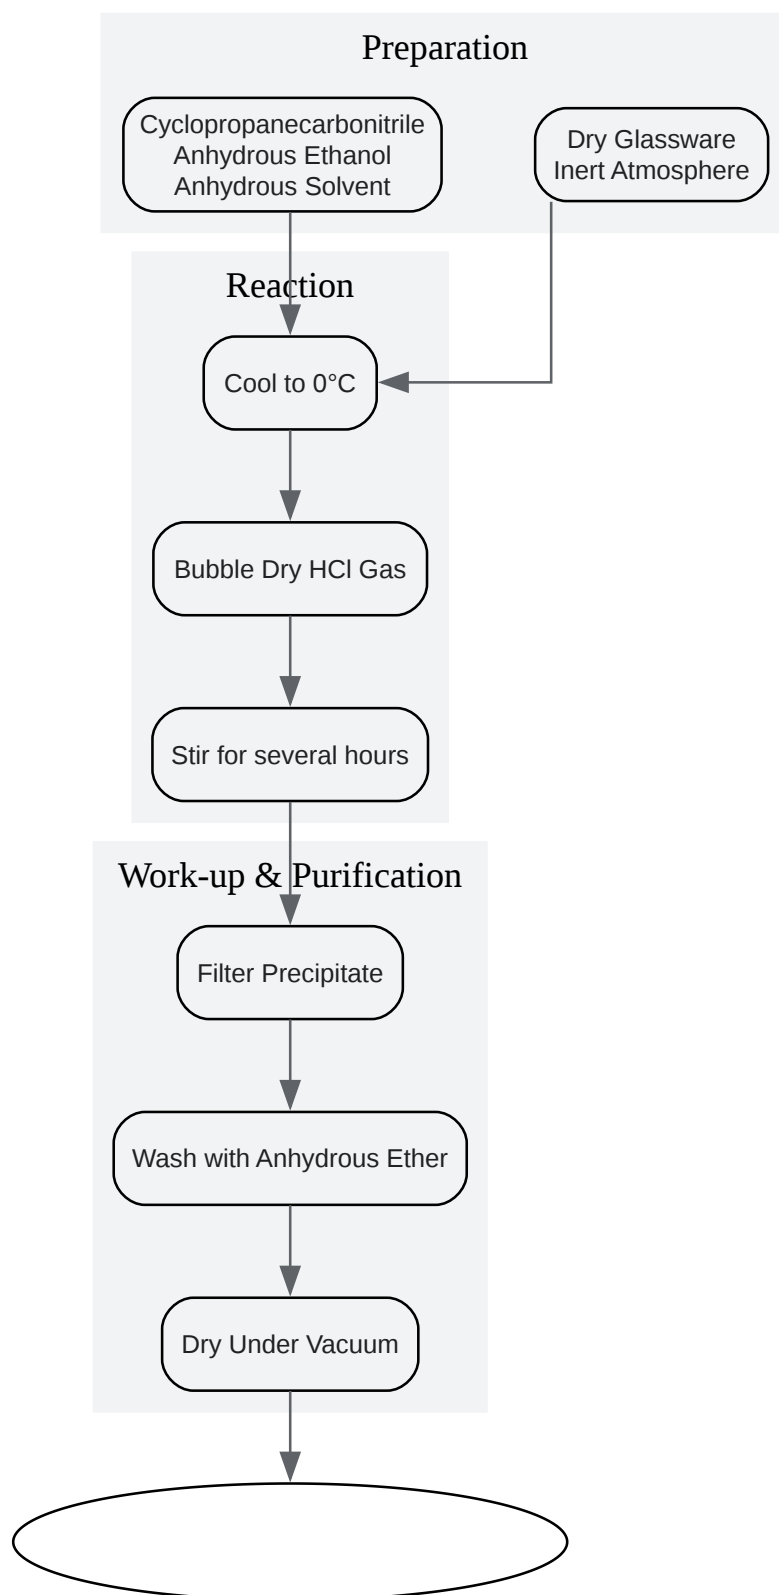 Preparation
Cyclopropanecarbonitrile
Anhydrous Ethanol
Anhydrous Solvent
Dry Glassware
Inert Atmosphere
Reaction
Cool to 0°C
Bubble Dry HCl Gas
Stir for several hours
Work-up & Purification
Filter Precipitate
Wash with Anhydrous Ether
Dry Under Vacuum